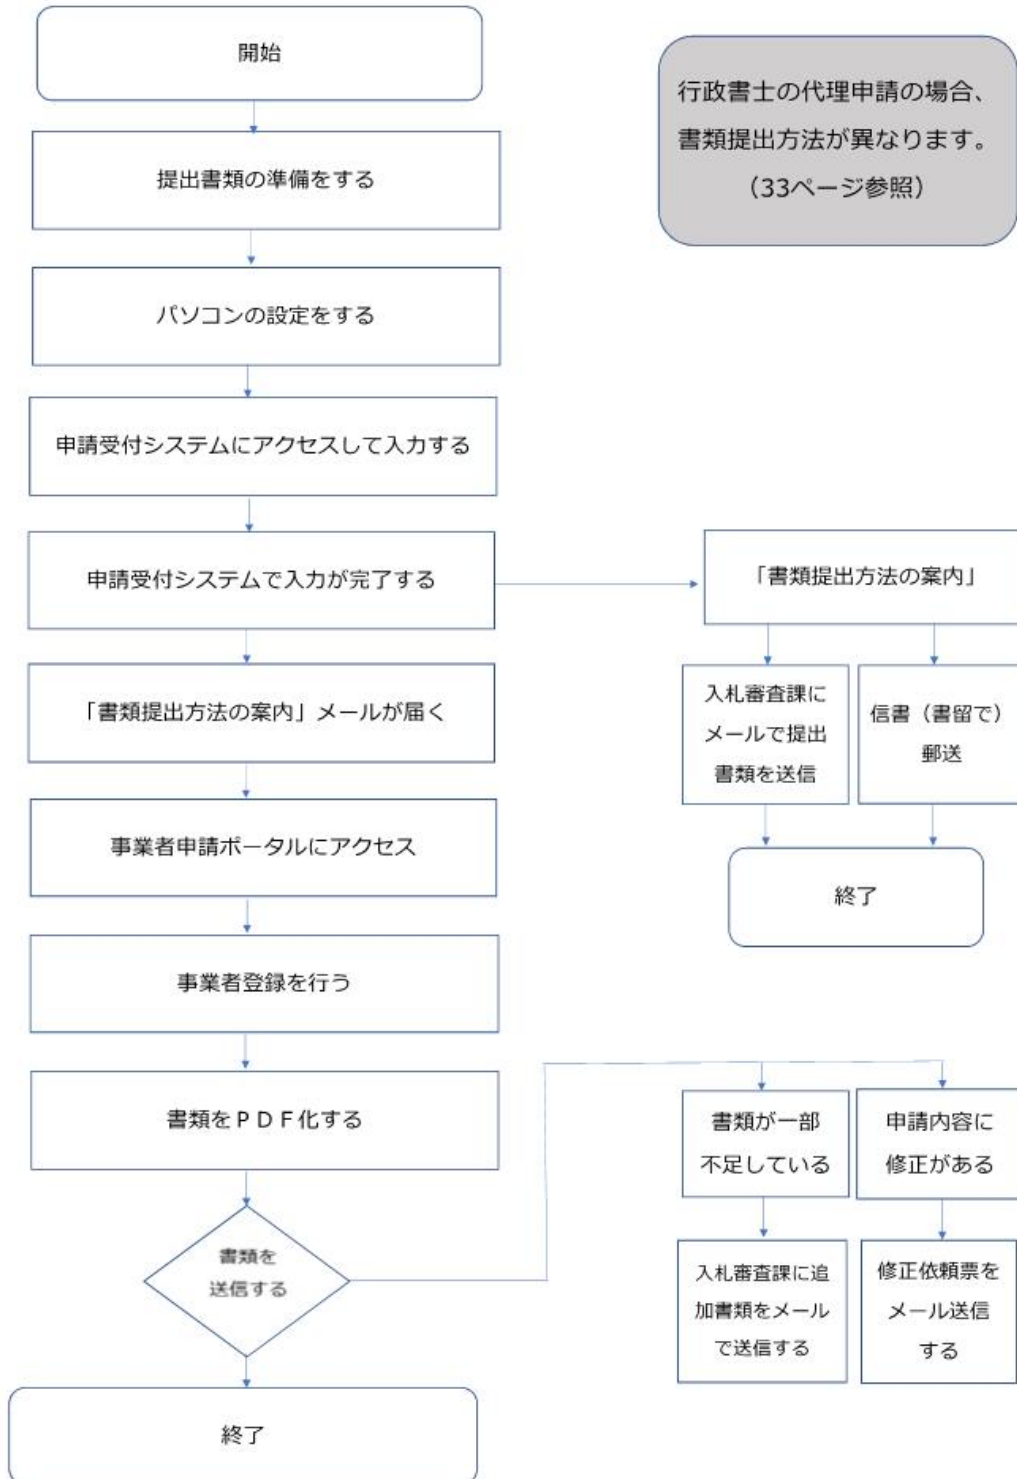 開始
行政書士の代理申請の場合、
書類提出方法が異なります。
（33ページ参照）
提出書類の準備をする
パソコンの設定をする
申請受付システムにアクセスして入力する
申請受付システムで入力が完了する
「書類提出方法の案内」
「書類提出方法の案内」メールが届く
入札審査課に
メールで提出
書類を送信
信書（書留で）
郵送
事業者申請ポータルにアクセス
終了
事業者登録を行う
書類をＰＤＦ化する
書類が一部
不足している
申請内容に
修正がある
書類を
送信する
入札審査課に追
加書類をメール
で送信する
修正依頼票を
メール送信
する
終了